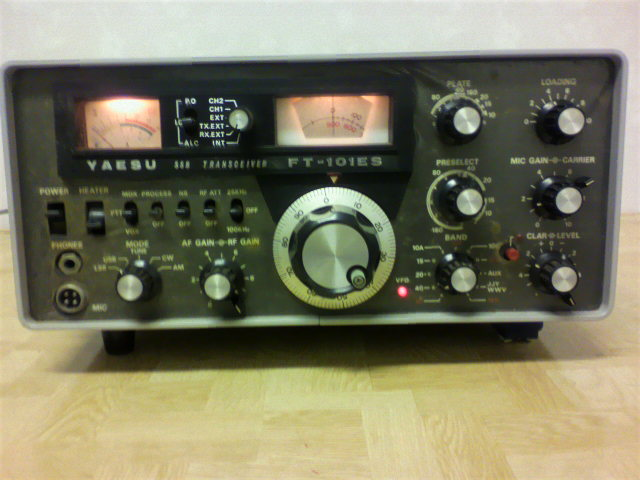 P.O
IC
ALC
CH2
CH1
EXT
TX.EXT
RX.EXT
INT
YAESU SSB TRANSCEIVER FT-101ES
PLATE
LOADING
PRESELECT
MIC GAIN CARRIER
POWER
HEATER
MOX
PROCESS
NB
RF ATT
25KHz
PTT
VOX
OFF
OFF
OFF
OFF
100KHz
PHONES
MODE
TUNE
USB
CW
LSB
AM
MIC
AF GAIN RF GAIN
VFO
BAND
10A
15
20
40
AUX
JJY
WWV
CLAR LEVEL